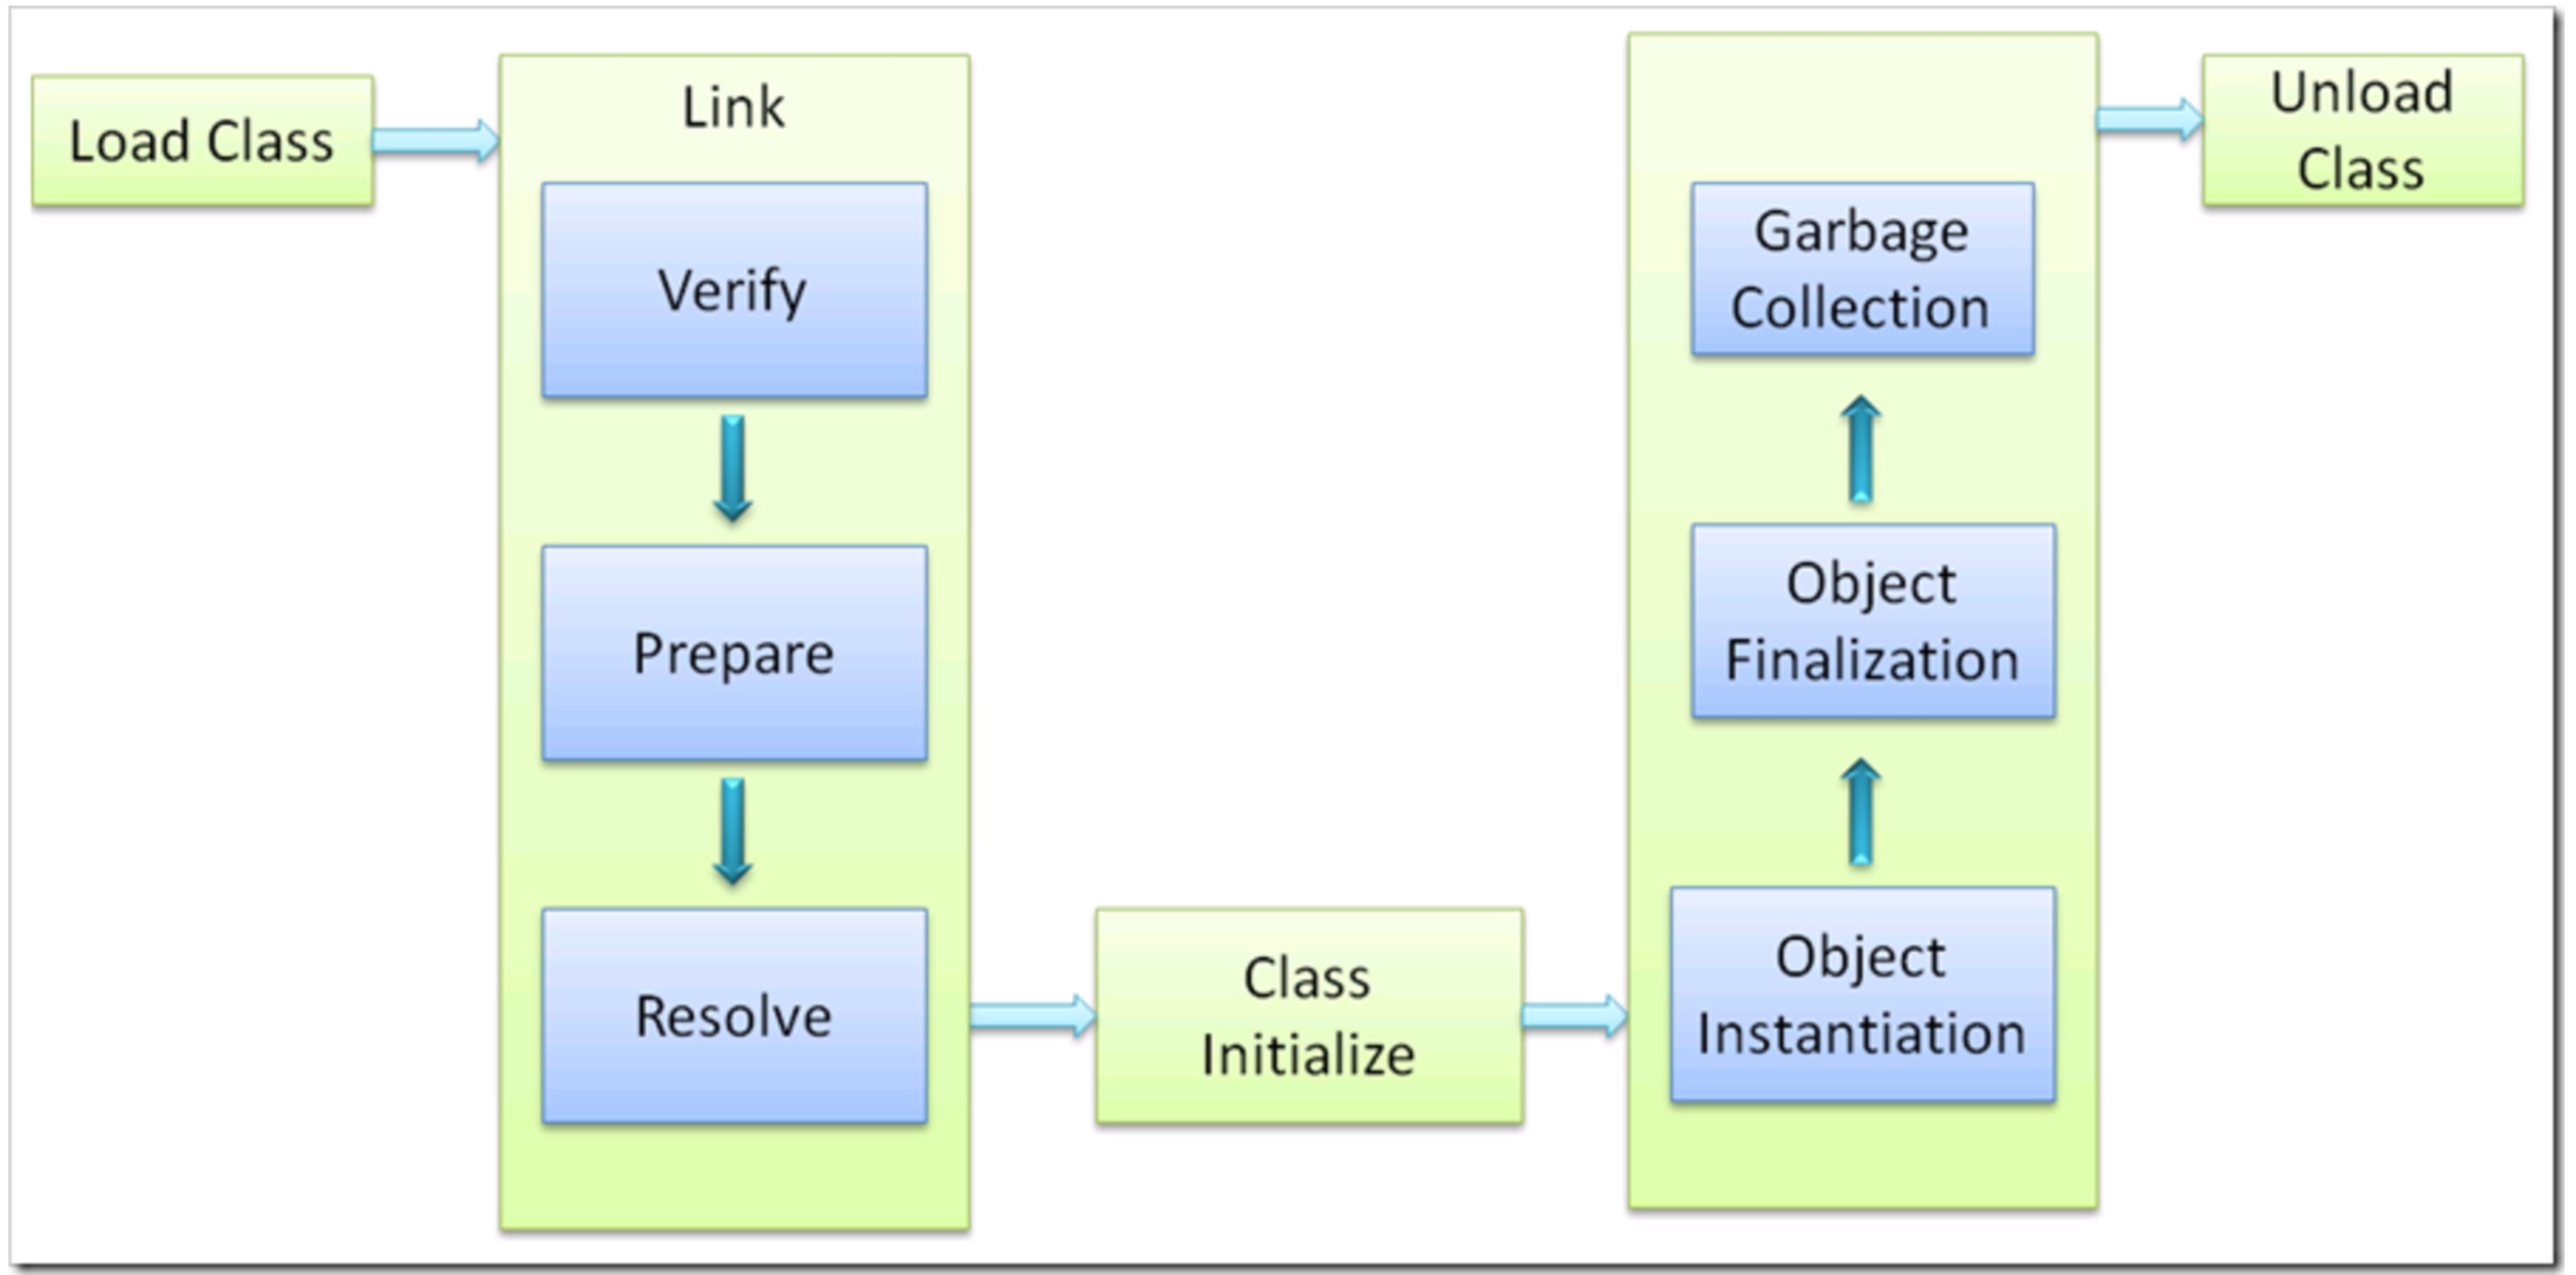 Load Class
Link
Verify
Prepare
Resolve
Class
Initialize
Object
Instantiation
Object
Finalization
Garbage
Collection
Unload
Class